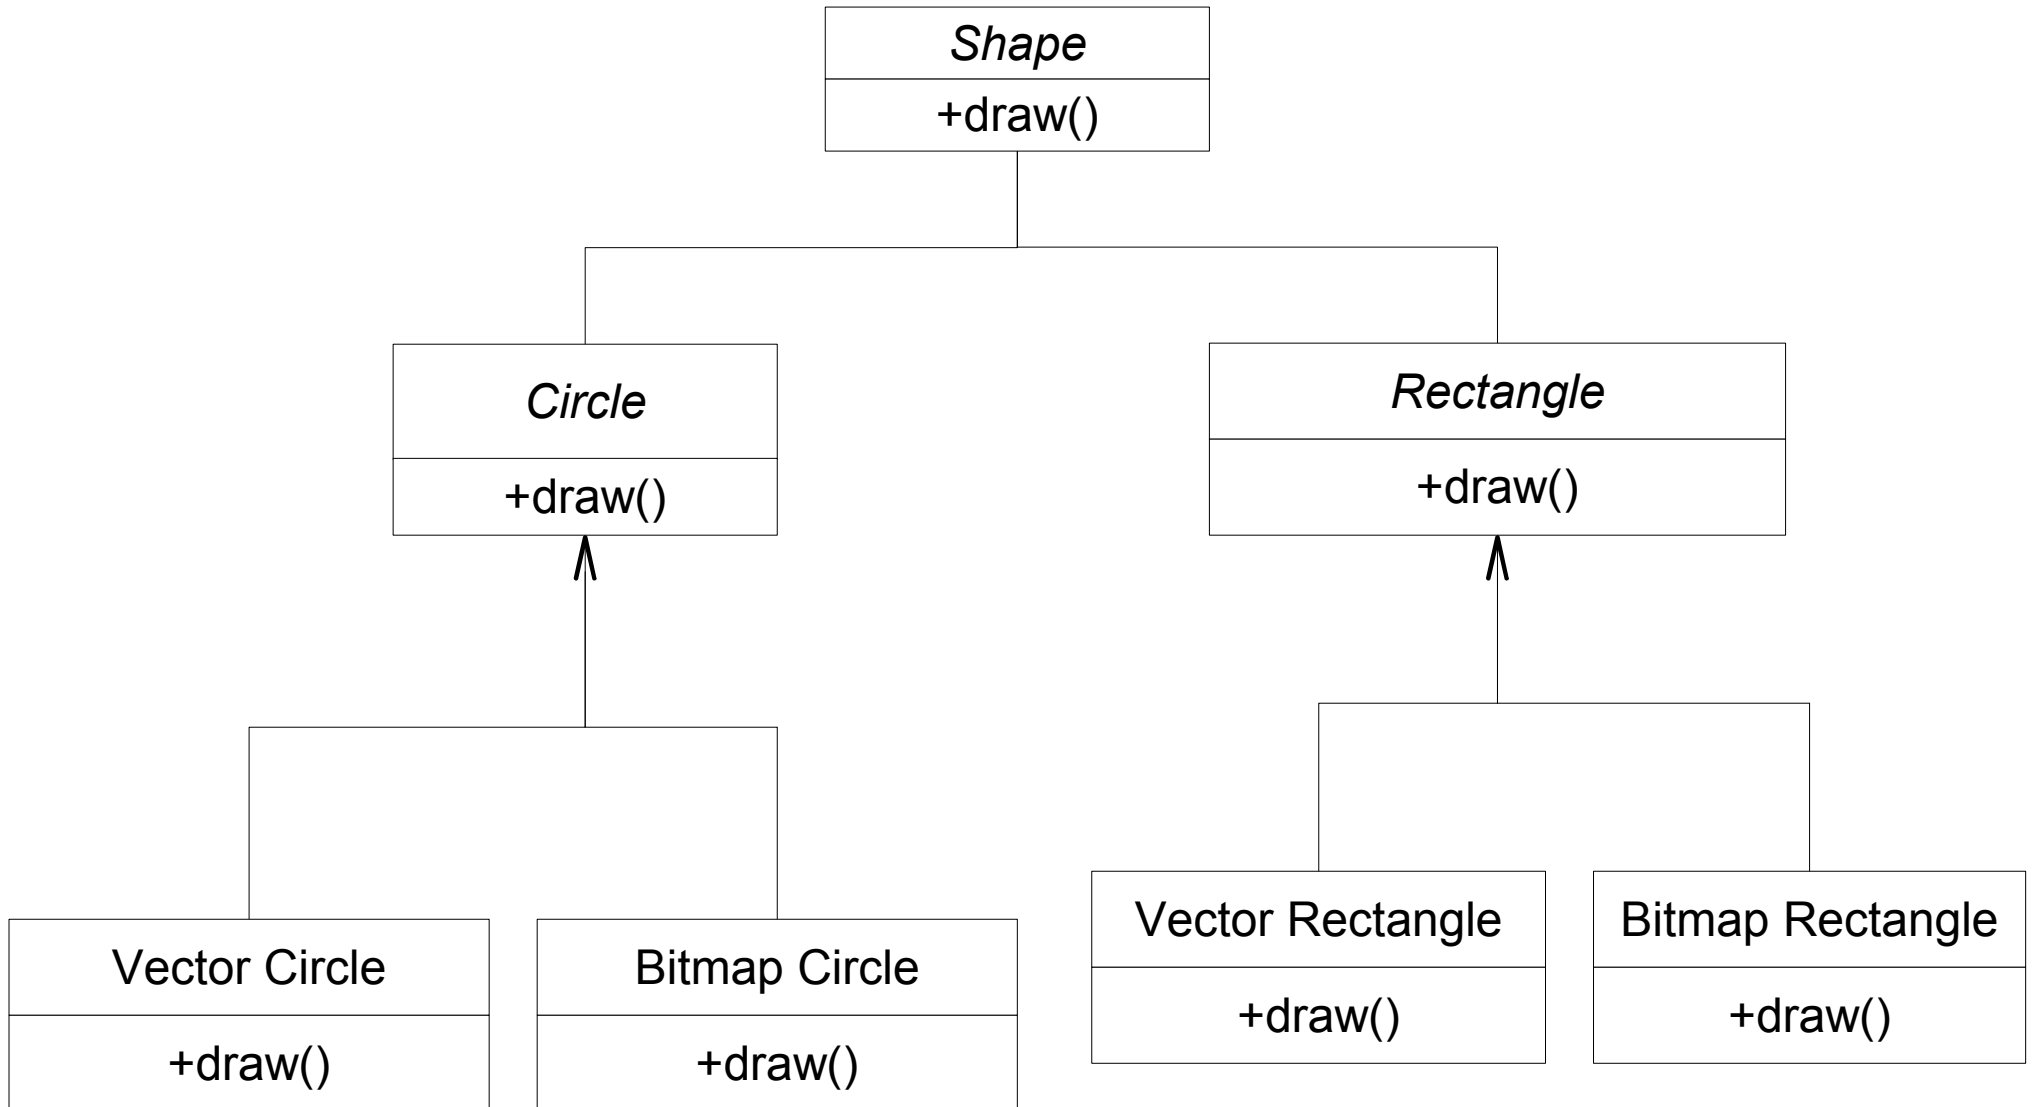 Shape
+draw()
Circle
+draw()
Rectangle
+draw()
Vector Circle
+draw()
Bitmap Circle
+draw()
Vector Rectangle
+draw()
Bitmap Rectangle
+draw()